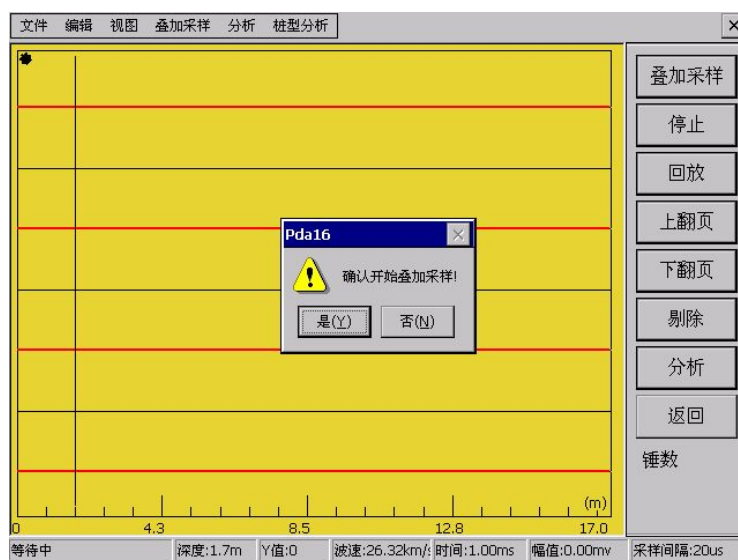 文件 编辑 视图 叠加采样 分析 桩型分析
叠加采样
停止
回放
上翻页
下翻页
剔除
分析
返回
锤数
Pda16
确认开始叠加采样!
是(Y) 否(N)
(m)
0 4.3 8.5 12.8 17.0
等待中 深度:1.7m Y值:0 波速:26.32km/s 时间:1.00ms 幅值:0.00mv 采样间隔:20us